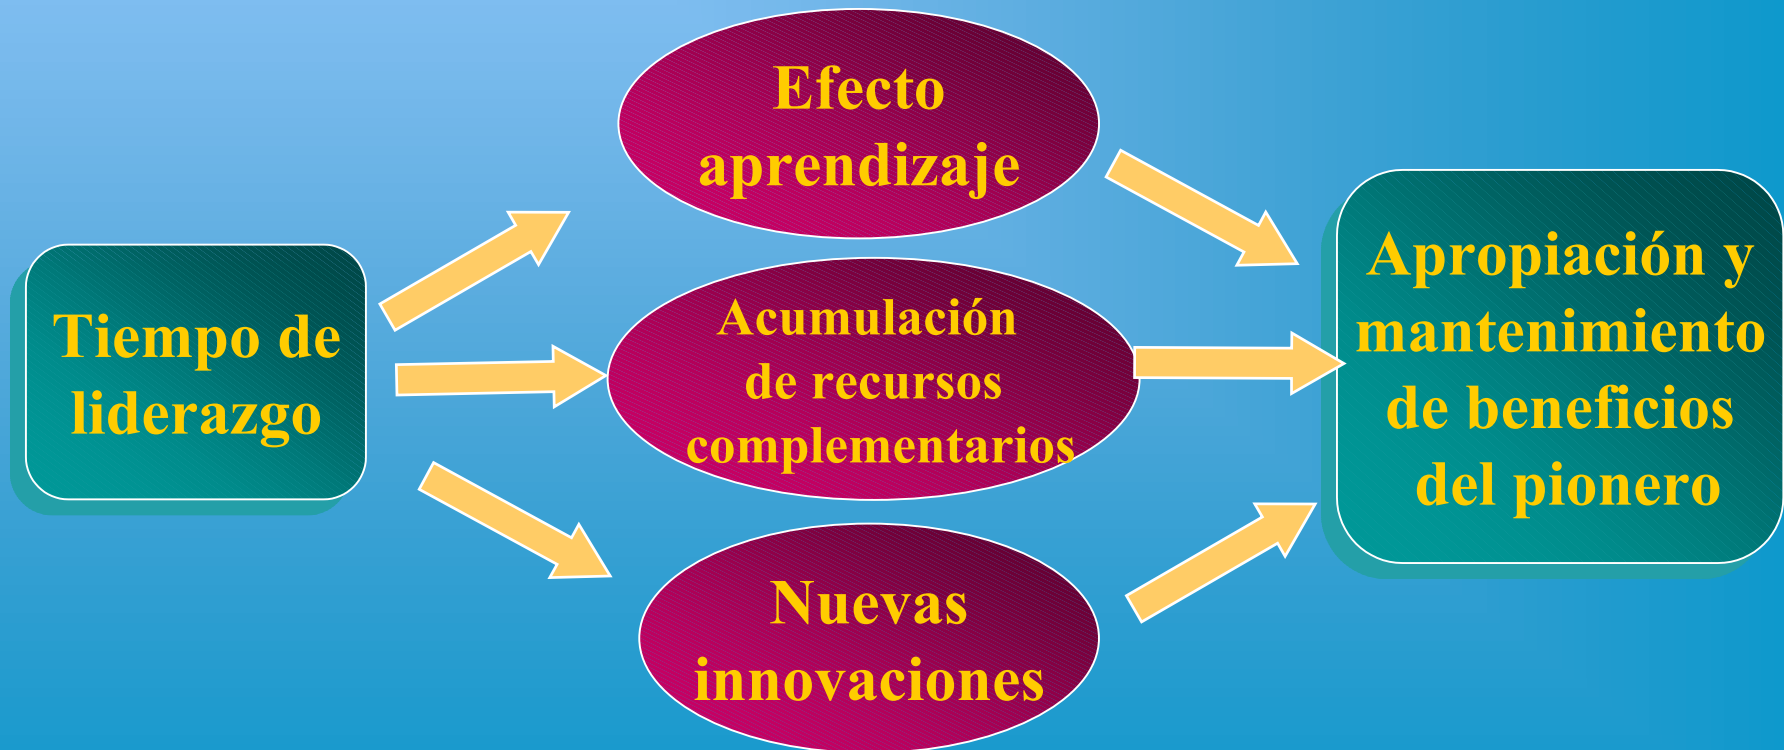 Tiempo de
liderazgo
Efecto
aprendizaje
Acumulación
de recursos
complementarios
Nuevas
innovaciones
Apropiación y
mantenimiento
de beneficios
del pionero